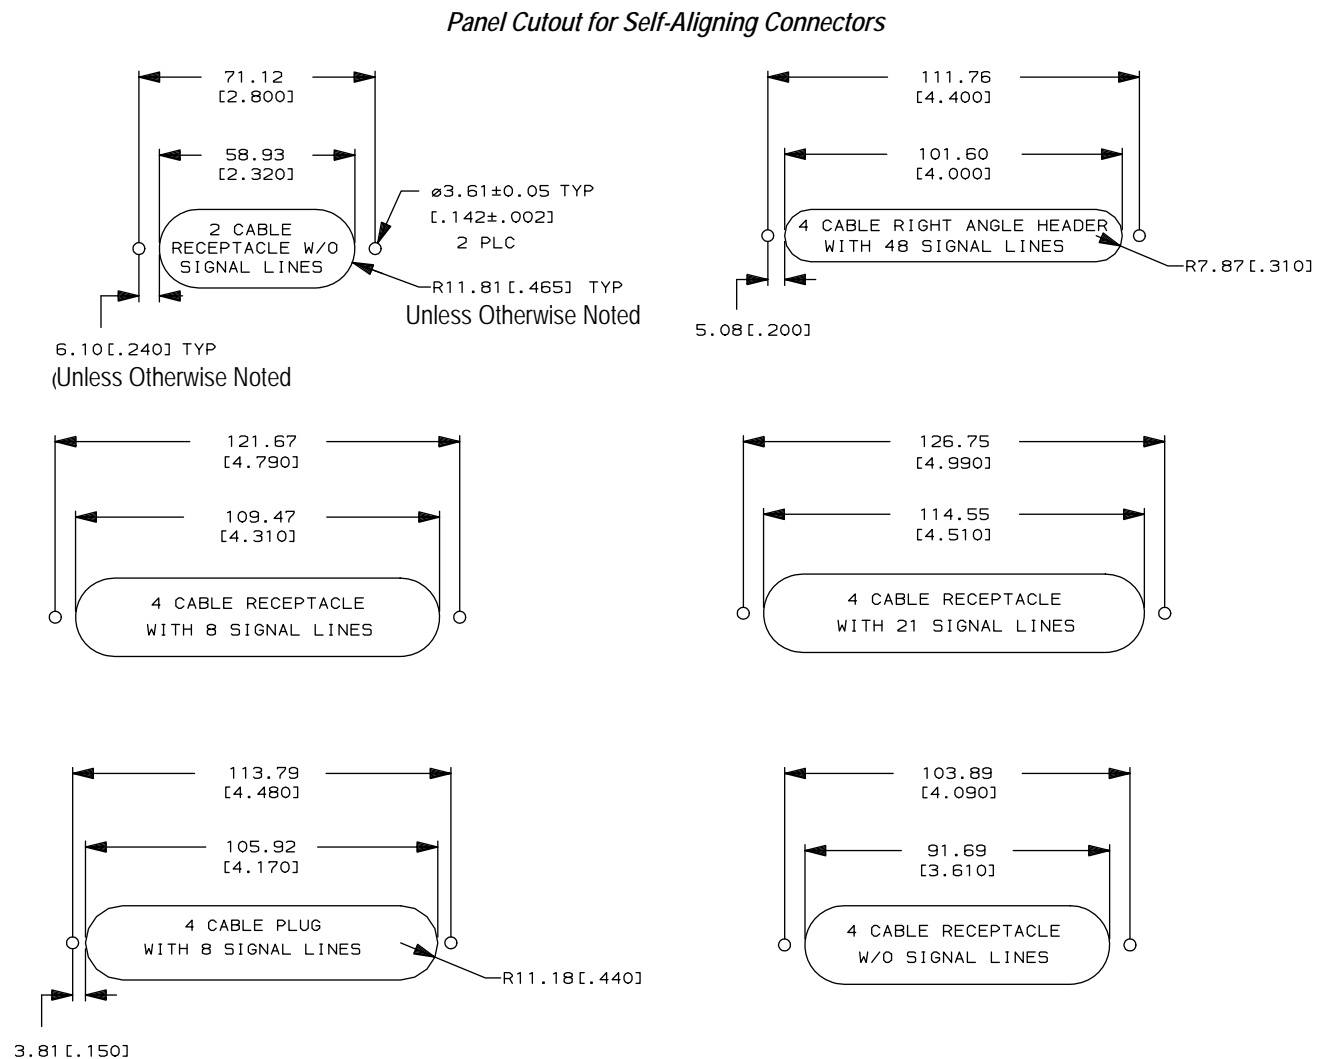 Panel Cutout for Self-Aligning Connectors
71.12
[2.800]
58.93
[2.320]
2 CABLE
RECEPTACLE W/O
SIGNAL LINES
⌀3.61±0.05 TYP
[.142±.002]
2 PLC
R11.81[.465] TYP
Unless Otherwise Noted
6.10[.240] TYP
(Unless Otherwise Noted
111.76
[4.400]
101.60
[4.000]
4 CABLE RIGHT ANGLE HEADER
WITH 48 SIGNAL LINES
R7.87[.310]
5.08[.200]
121.67
[4.790]
109.47
[4.310]
4 CABLE RECEPTACLE
WITH 8 SIGNAL LINES
126.75
[4.990]
114.55
[4.510]
4 CABLE RECEPTACLE
WITH 21 SIGNAL LINES
113.79
[4.480]
105.92
[4.170]
4 CABLE PLUG
WITH 8 SIGNAL LINES
R11.18[.440]
3.81[.150]
103.89
[4.090]
91.69
[3.610]
4 CABLE RECEPTACLE
W/O SIGNAL LINES